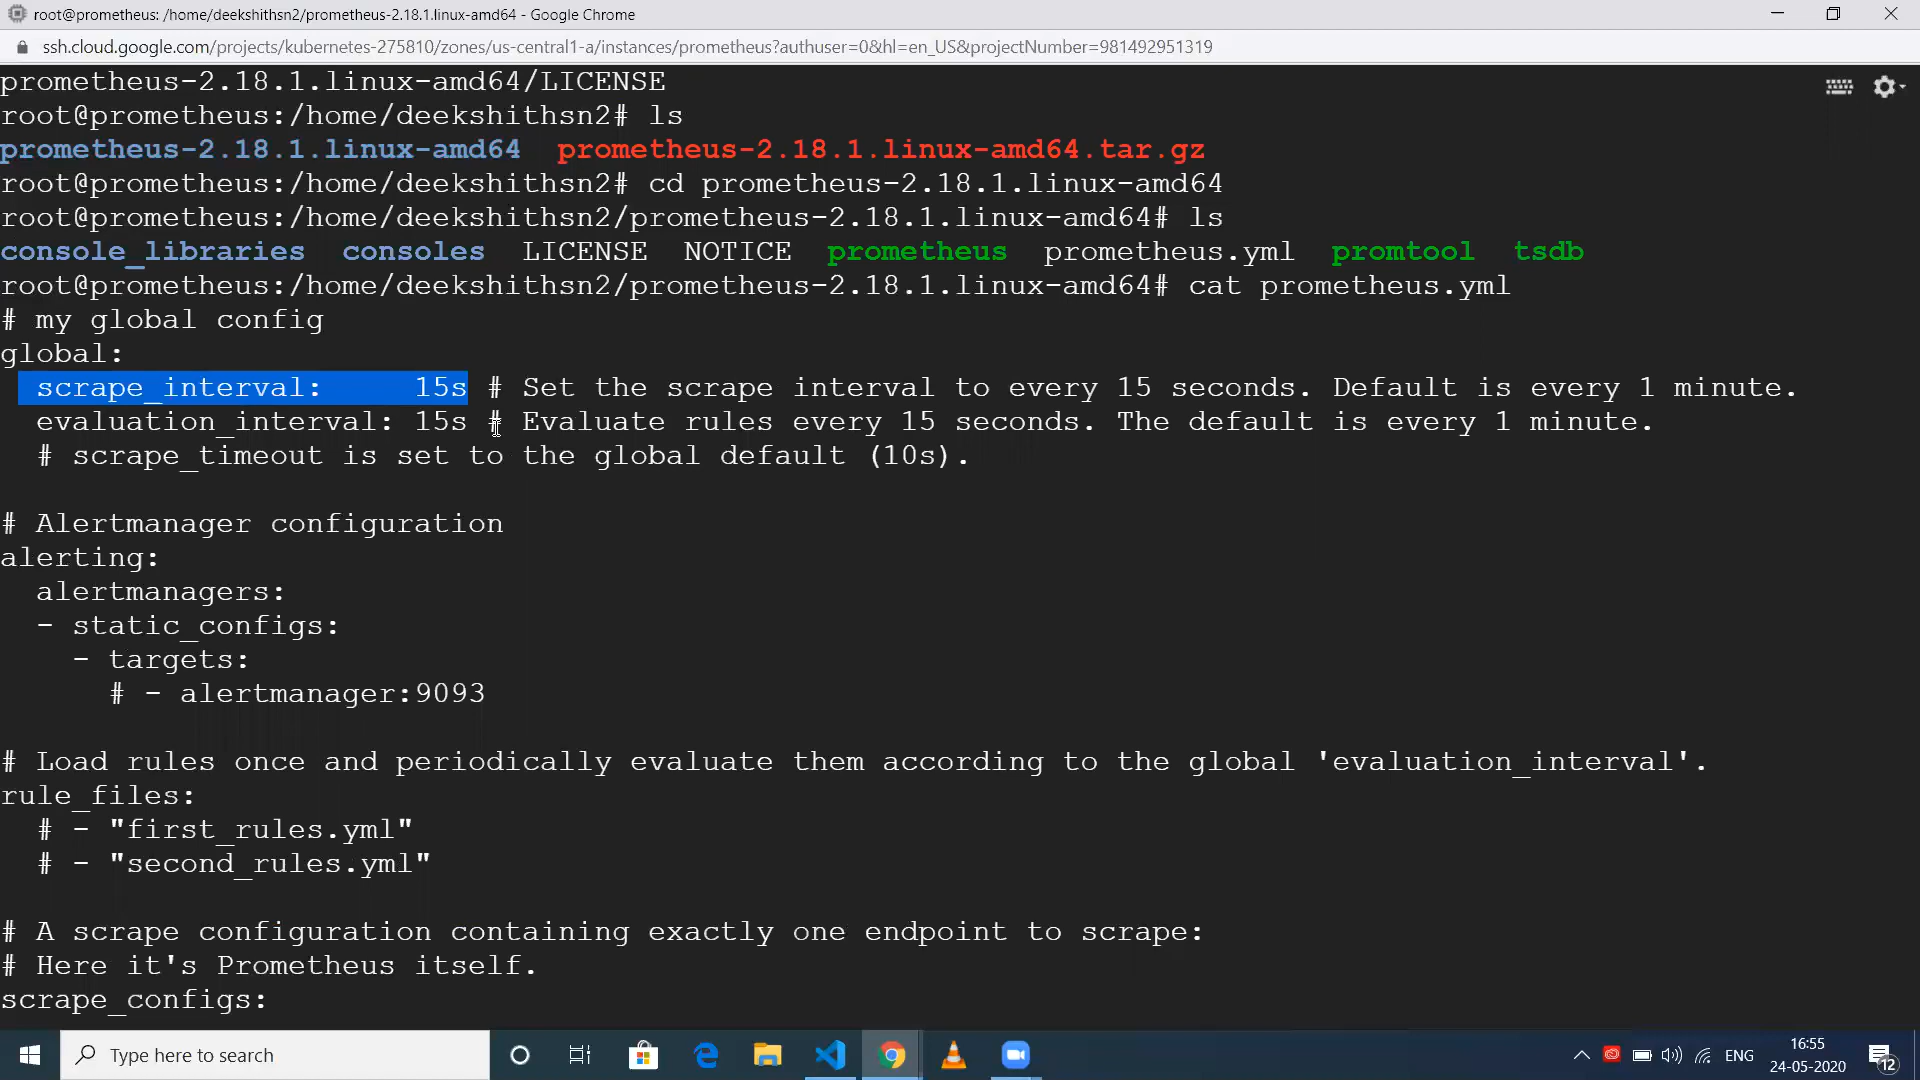 root@prometheus: /home/deekshithsn2/prometheus-2.18.1.linux-amd64 - Google Chrome
ssh.cloud.google.com/projects/kubernetes-275810/zones/us-central1-a/instances/prometheus?authuser=0&hl=en_US&projectNumber=981492951319
prometheus-2.18.1.linux-amd64/LICENSE
root@prometheus:/home/deekshithsn2# ls
prometheus-2.18.1.linux-amd64  prometheus-2.18.1.linux-amd64.tar.gz
root@prometheus:/home/deekshithsn2# cd prometheus-2.18.1.linux-amd64
root@prometheus:/home/deekshithsn2/prometheus-2.18.1.linux-amd64# ls
console_libraries  consoles  LICENSE  NOTICE  prometheus  prometheus.yml  promtool  tsdb
root@prometheus:/home/deekshithsn2/prometheus-2.18.1.linux-amd64# cat prometheus.yml
# my global config
global:
  scrape_interval:     15s # Set the scrape interval to every 15 seconds. Default is every 1 minute.
  evaluation_interval: 15s # Evaluate rules every 15 seconds. The default is every 1 minute.
  # scrape_timeout is set to the global default (10s).

# Alertmanager configuration
alerting:
  alertmanagers:
  - static_configs:
    - targets:
      # - alertmanager:9093

# Load rules once and periodically evaluate them according to the global 'evaluation_interval'.
rule_files:
  # - "first_rules.yml"
  # - "second_rules.yml"

# A scrape configuration containing exactly one endpoint to scrape:
# Here it's Prometheus itself.
scrape_configs:
Type here to search
ENG
16:55
24-05-2020
12